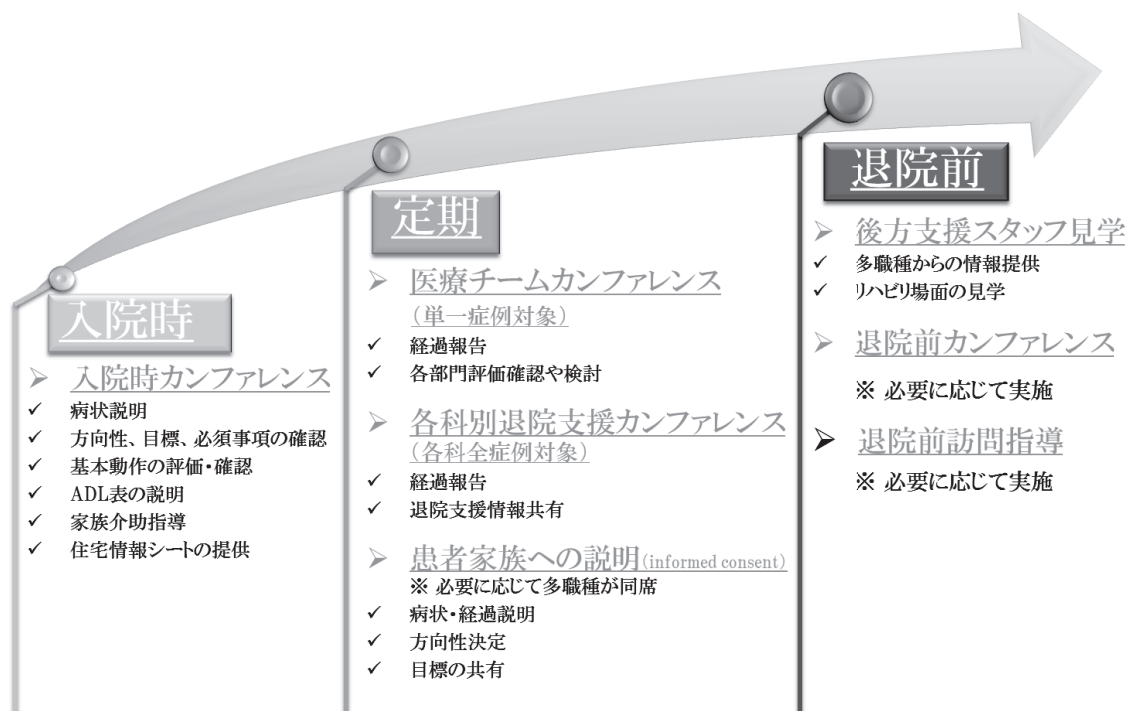 入院時
➢ 入院時カンファレンス
✓ 病状説明
✓ 方向性、目標、必須事項の確認
✓ 基本動作の評価・確認
✓ ADL表の説明
✓ 家族介助指導
✓ 住宅情報シートの提供
定期
➢ 医療チームカンファレンス
（単一症例対象）
✓ 経過報告
✓ 各部門評価確認や検討
➢ 各科別退院支援カンファレンス
（各科全症例対象）
✓ 経過報告
✓ 退院支援情報共有
➢ 患者家族への説明(informed consent)
※ 必要に応じて多職種が同席
✓ 病状・経過説明
✓ 方向性決定
✓ 目標の共有
退院前
➢ 後方支援スタッフ見学
✓ 多職種からの情報提供
✓ リハビリ場面の見学
➢ 退院前カンファレンス
※ 必要に応じて実施
➢ 退院前訪問指導
※ 必要に応じて実施